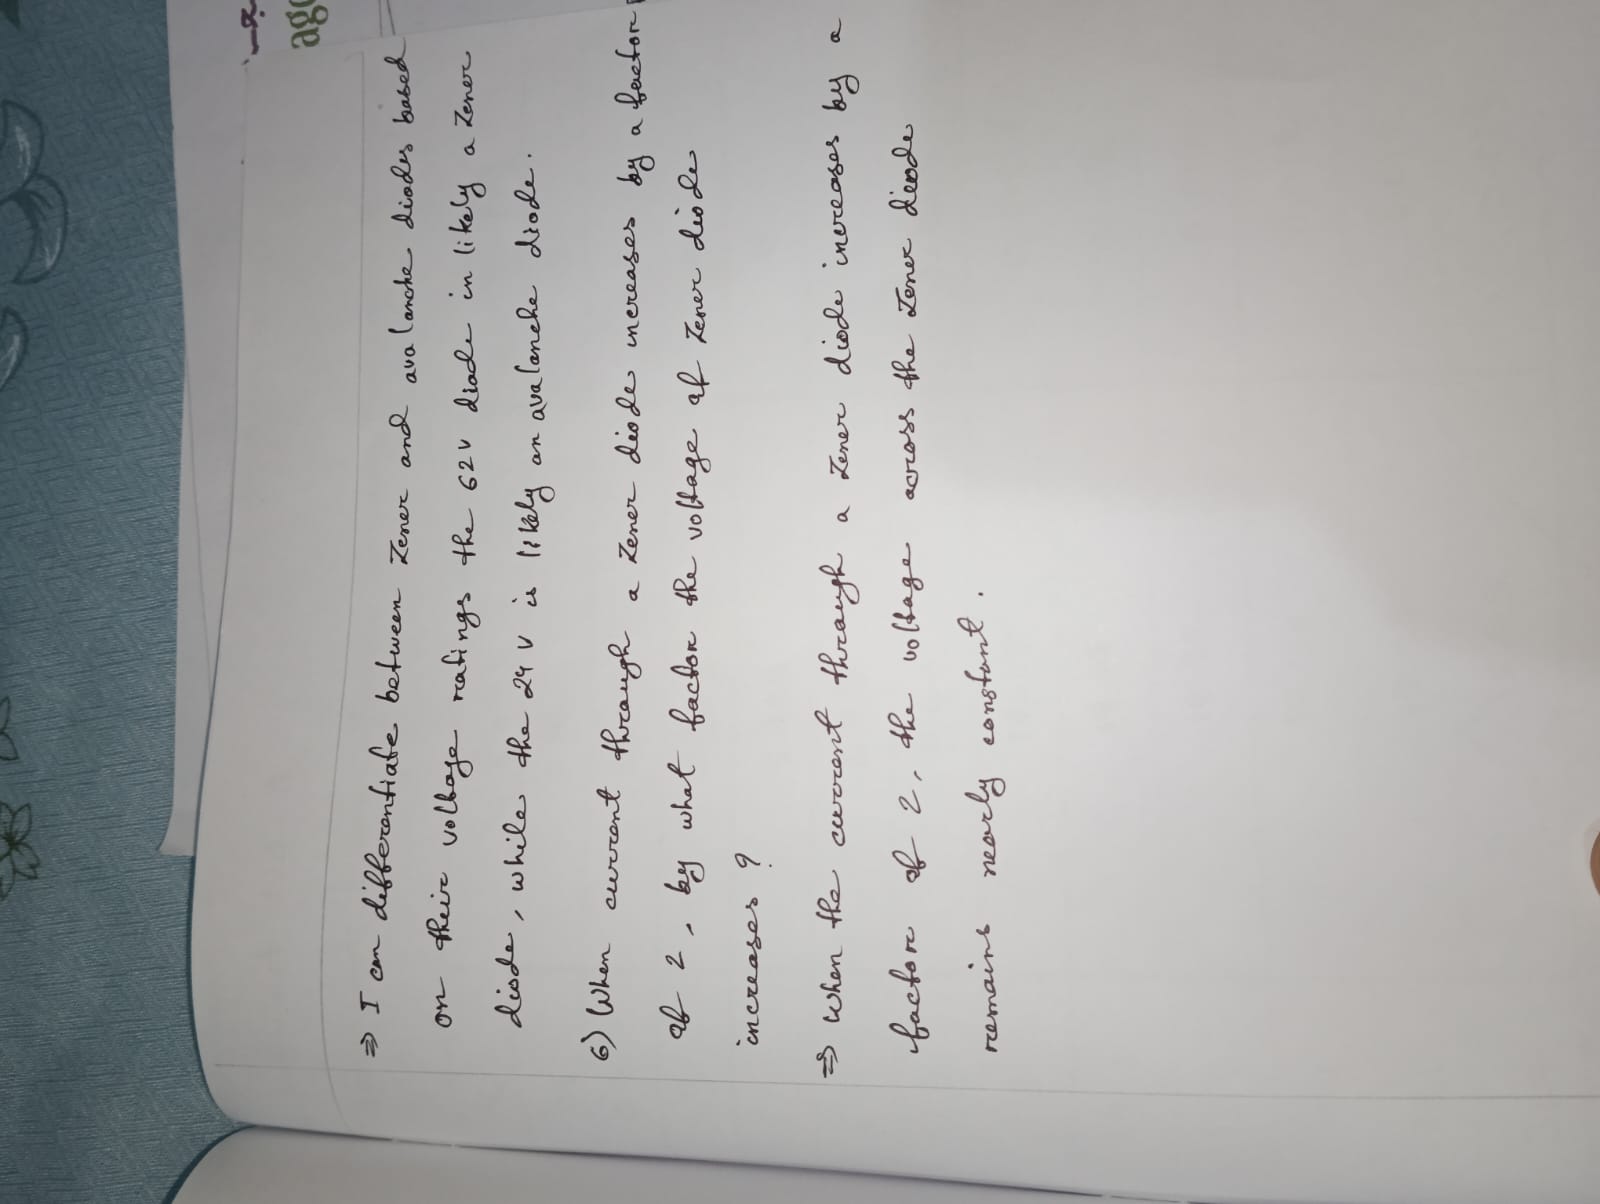 ago
⇒ I can differentiate between Zener and avalanche diodes based
on their voltage ratings the 62v diode in likely a Zener
diode, while the 24 v is likely an avalanche diode.
6) When current through a Zener diode increases by a factor
of 2, by what factor the voltage of Zener diode
increases ?
⇒ When the current through a Zener diode increases by a
factor of 2, the voltage across the Zener diode
remains nearly constant.